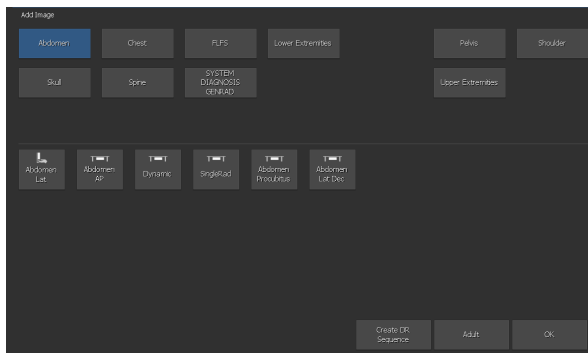 Add Image
Abdomen
Chest
FLFS
Lower Extremities
Pelvis
Shoulder
Skull
Spine
SYSTEM
DIAGNOSIS
GENRAD
Upper Extremities
Abdomen
Lat.
Abdomen
AP
Dynamic
SingleRad
Abdomen
Procubitus
Abdomen
Lat Dec
Create DR
Sequence
Adult
OK